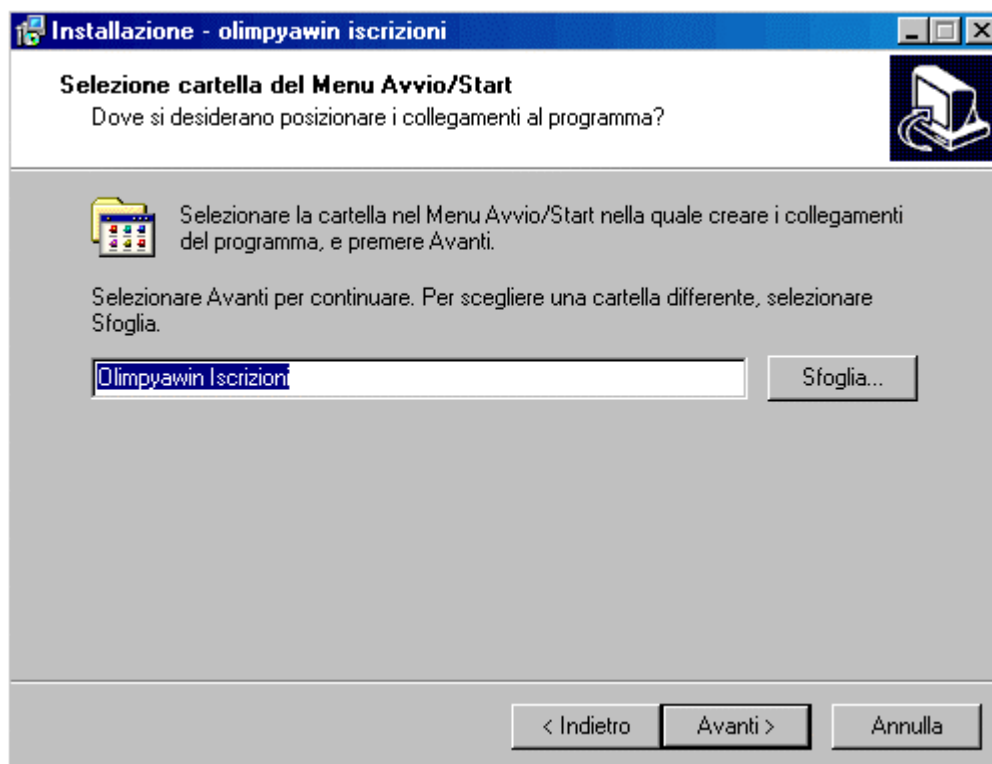 Installazione - olimpyawin iscrizioni
Selezione cartella del Menu Avvio/Start
Dove si desiderano posizionare i collegamenti al programma?
Selezionare la cartella nel Menu Avvio/Start nella quale creare i collegamenti
del programma, e premere Avanti.
Selezionare Avanti per continuare. Per scegliere una cartella differente, selezionare
Sfoglia.
Olimpyawin Iscrizioni
Sfoglia...
< Indietro
Avanti >
Annulla